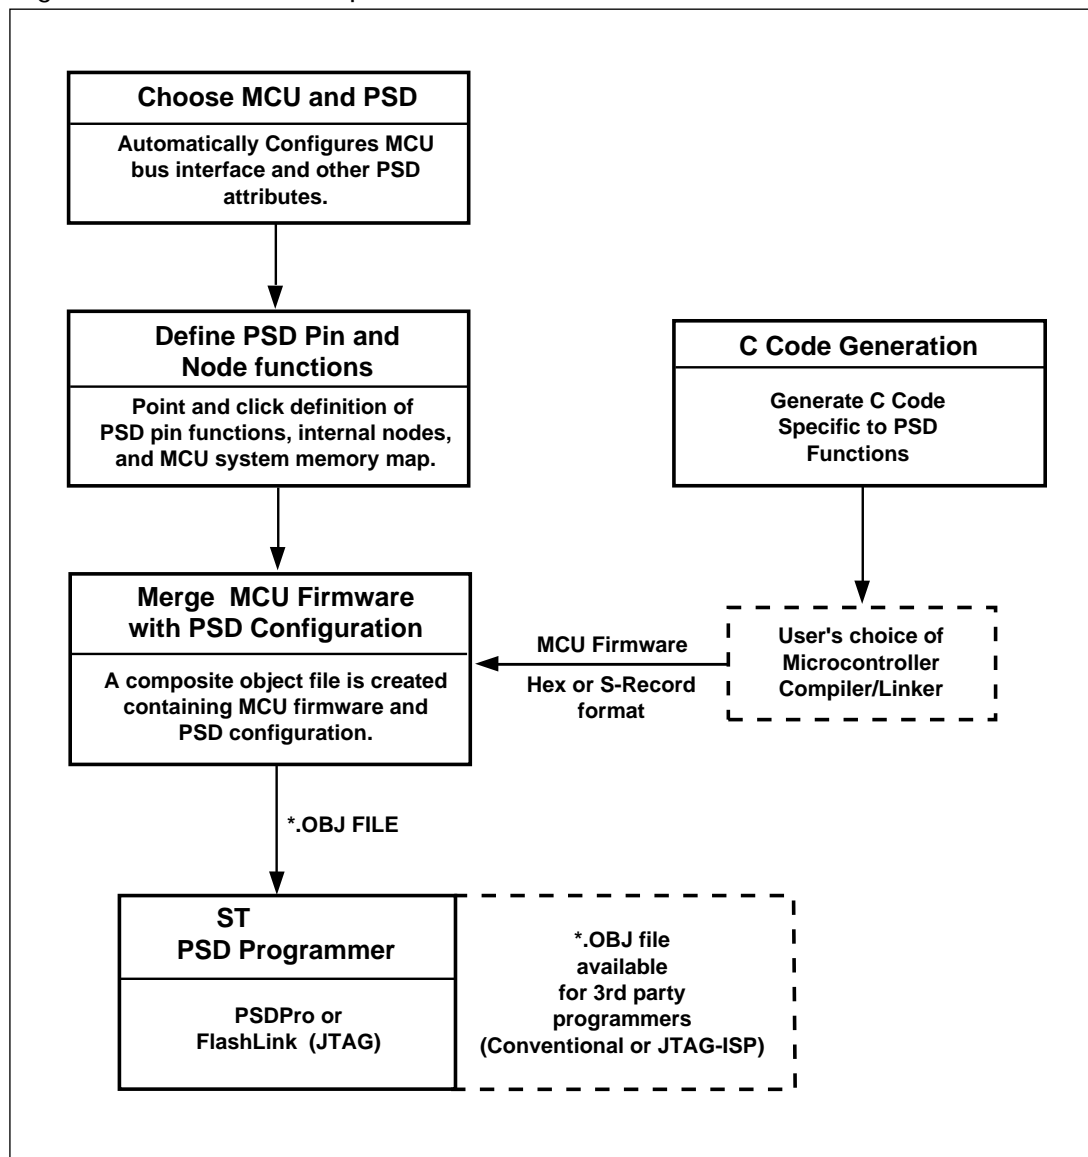 Choose MCU and PSD
Automatically Configures MCU
bus interface and other PSD
attributes.
Define PSD Pin and
Node functions
Point and click definition of
PSD pin functions, internal nodes,
and MCU system memory map.
C Code Generation
Generate C Code
Specific to PSD
Functions
Merge MCU Firmware
with PSD Configuration
A composite object file is created
containing MCU firmware and
PSD configuration.
MCU Firmware
Hex or S-Record
format
User's choice of
Microcontroller
Compiler/Linker
*.OBJ FILE
ST
PSD Programmer
PSDPro or
FlashLink (JTAG)
*.OBJ file
available
for 3rd party
programmers
(Conventional or JTAG-ISP)